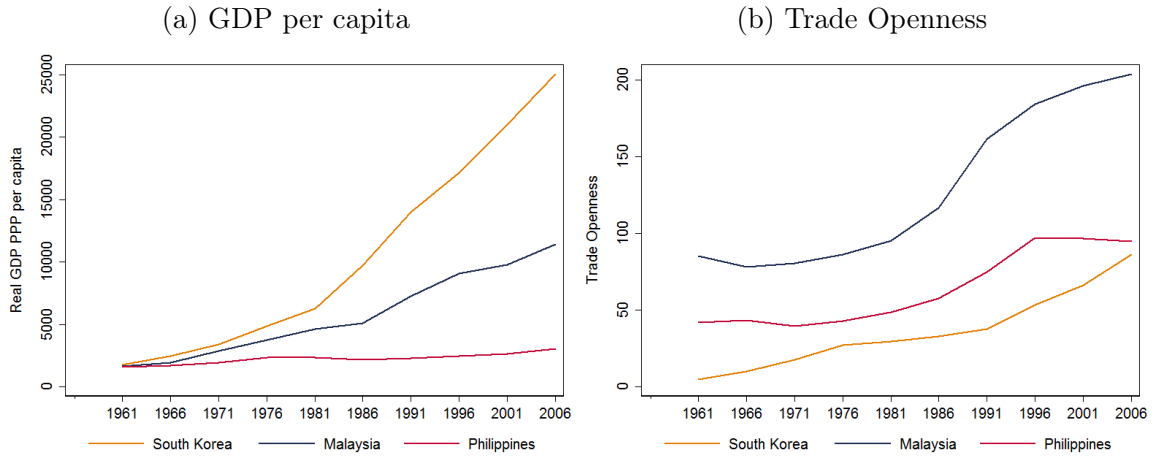 (a) GDP per capita
Real GDP PPP per capita
25000
20000
15000
10000
5000
0
1961 1966 1971 1976 1981 1986 1991 1996 2001 2006
South Korea Malaysia Philippines
(b) Trade Openness
Trade Openness
200
150
100
50
0
1961 1966 1971 1976 1981 1986 1991 1996 2001 2006
South Korea Malaysia Philippines